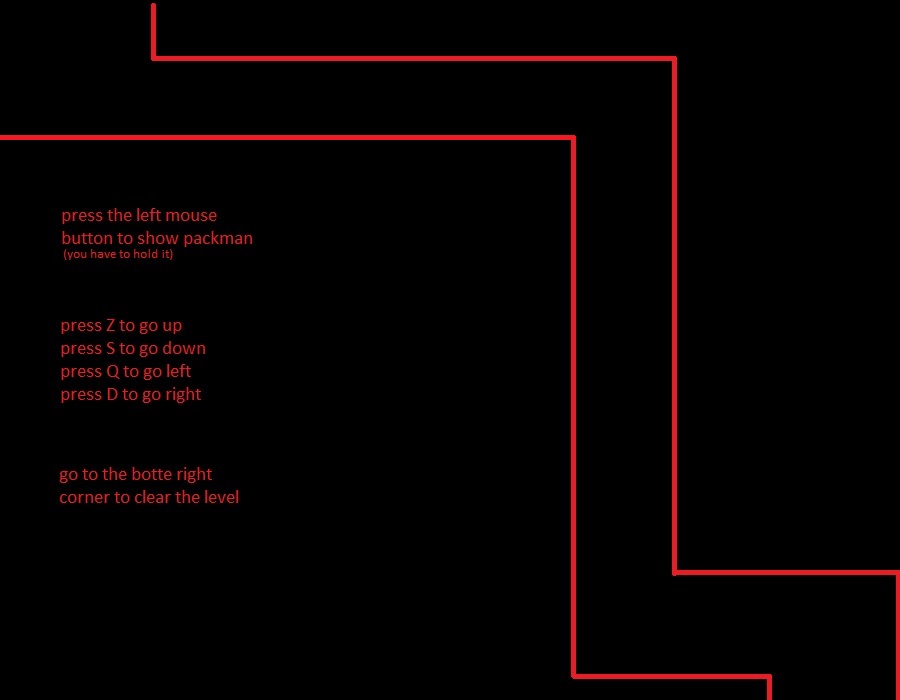 press the left mouse
button to show packman
(you have to hold it)
press Z to go up
press S to go down
press Q to go left
press D to go right
go to the botte right
corner to clear the level